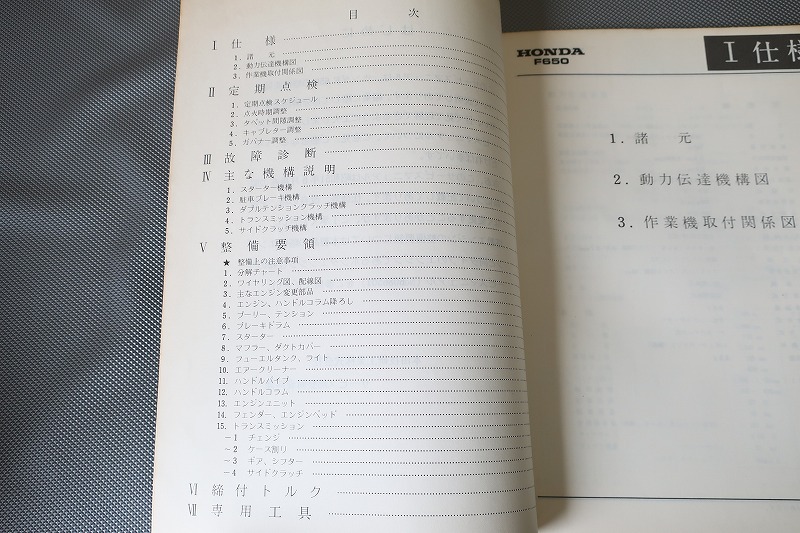 目 次
Ⅰ 仕 様
1. 諸 元
2. 動力伝達機構図
3. 作業機取付関係図
Ⅱ 定 期 点 検
1. 定期点検スケジュール
2. 点火時期調整
3. タペット間隙調整
4. キャブレター調整
5. ガバナー調整
Ⅲ 故 障 診 断
Ⅳ 主 な 機 構 説 明
1. スターター機構
2. 駐車ブレーキ機構
3. ダブルテンションクラッチ機構
4. トランスミッション機構
5. サイドクラッチ機構
Ⅴ 整 備 要 領
★ 整備上の注意事項
1. 分解チャート
2. ワイヤリング図、配線図
3. 主なエンジン変更部品
4. エンジン、ハンドルコラム降ろし
5. プーリー、テンション
6. ブレーキドラム
7. スターター
8. マフラー、ダクトカバー
9. フューエルタンク、ライト
10. エアークリーナー
11. ハンドルパイプ
12. ハンドルコラム
13. エンジンユニット
14. フェンダー、エンジンベッド
15. トランスミッション
－1 チェンジ
－2 ケース割り
－3 ギア、シフター
－4 サイドクラッチ
Ⅵ 締 付 ト ル ク
Ⅶ 専 用 工 具
HONDA
F650
Ⅰ 仕様
1. 諸 元
2. 動力伝達機構図
3. 作業機取付関係図